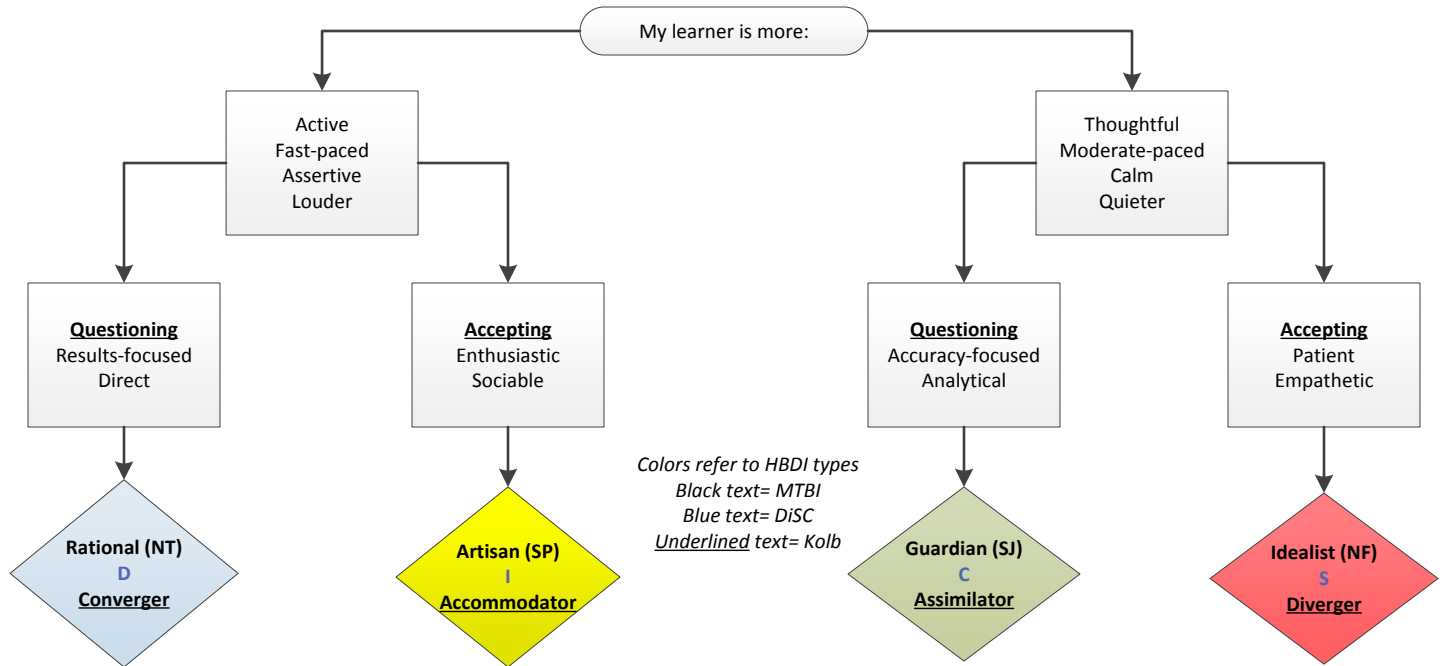 My learner is more:
Active
Fast-paced
Assertive
Louder
Thoughtful
Moderate-paced
Calm
Quieter
Questioning
Results-focused
Direct
Accepting
Enthusiastic
Sociable
Questioning
Accuracy-focused
Analytical
Accepting
Patient
Empathetic
Colors refer to HBDI types
Black text= MTBI
Blue text= DiSC
Underlined text= Kolb
Rational (NT)
D
Converger
Artisan (SP)
I
Accommodator
Guardian (SJ)
C
Assimilator
Idealist (NF)
S
Diverger